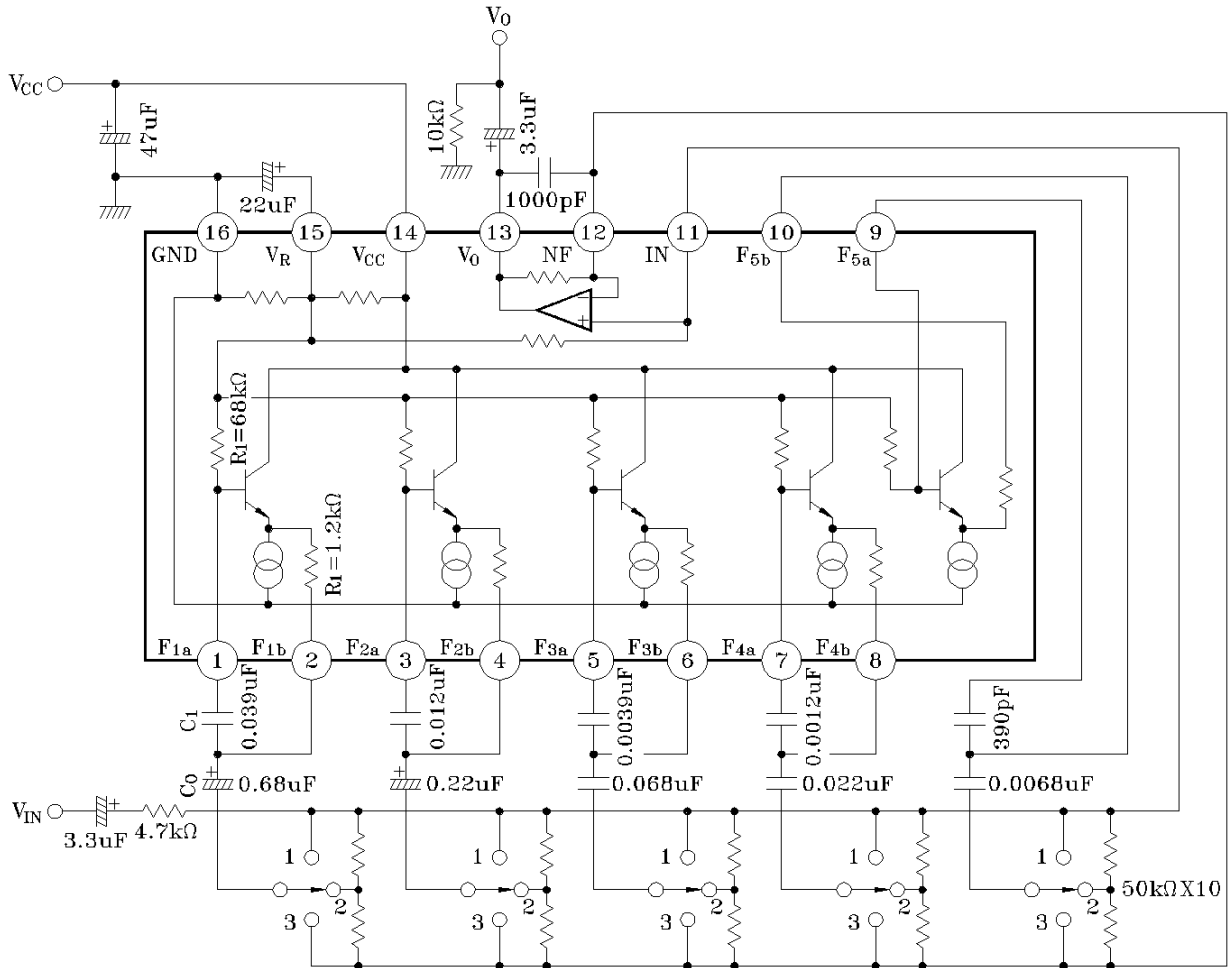 V₀
V_CC
47uF
10kΩ
3.3uF
22uF
1000pF
16 15 14 13 12 11 10 9
GND V_R V_CC V₀ NF IN F₅b F₅a
R₁=68kΩ
R₁=1.2kΩ
F₁a F₁b F₂a F₂b F₃a F₃b F₄a F₄b
1 2 3 4 5 6 7 8
C₁ 0.039uF 0.012uF 0.0039uF 0.0012uF 390pF
C₀ 0.68uF 0.22uF 0.068uF 0.022uF 0.0068uF
V_IN
3.3uF 4.7kΩ
1 1 1 1 1
2 2 2 2 2 50kΩX10
3 3 3 3 3